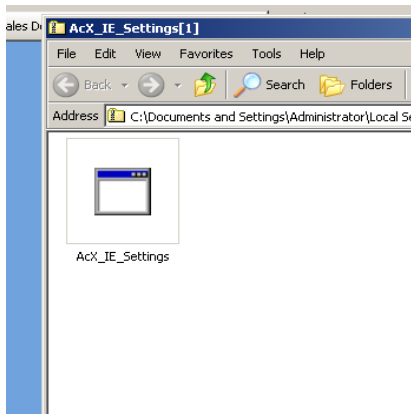 ales D
AcX_IE_Settings[1]
File Edit View Favorites Tools Help
Back Search Folders
Address C:\Documents and Settings\Administrator\Local Se
AcX_IE_Settings